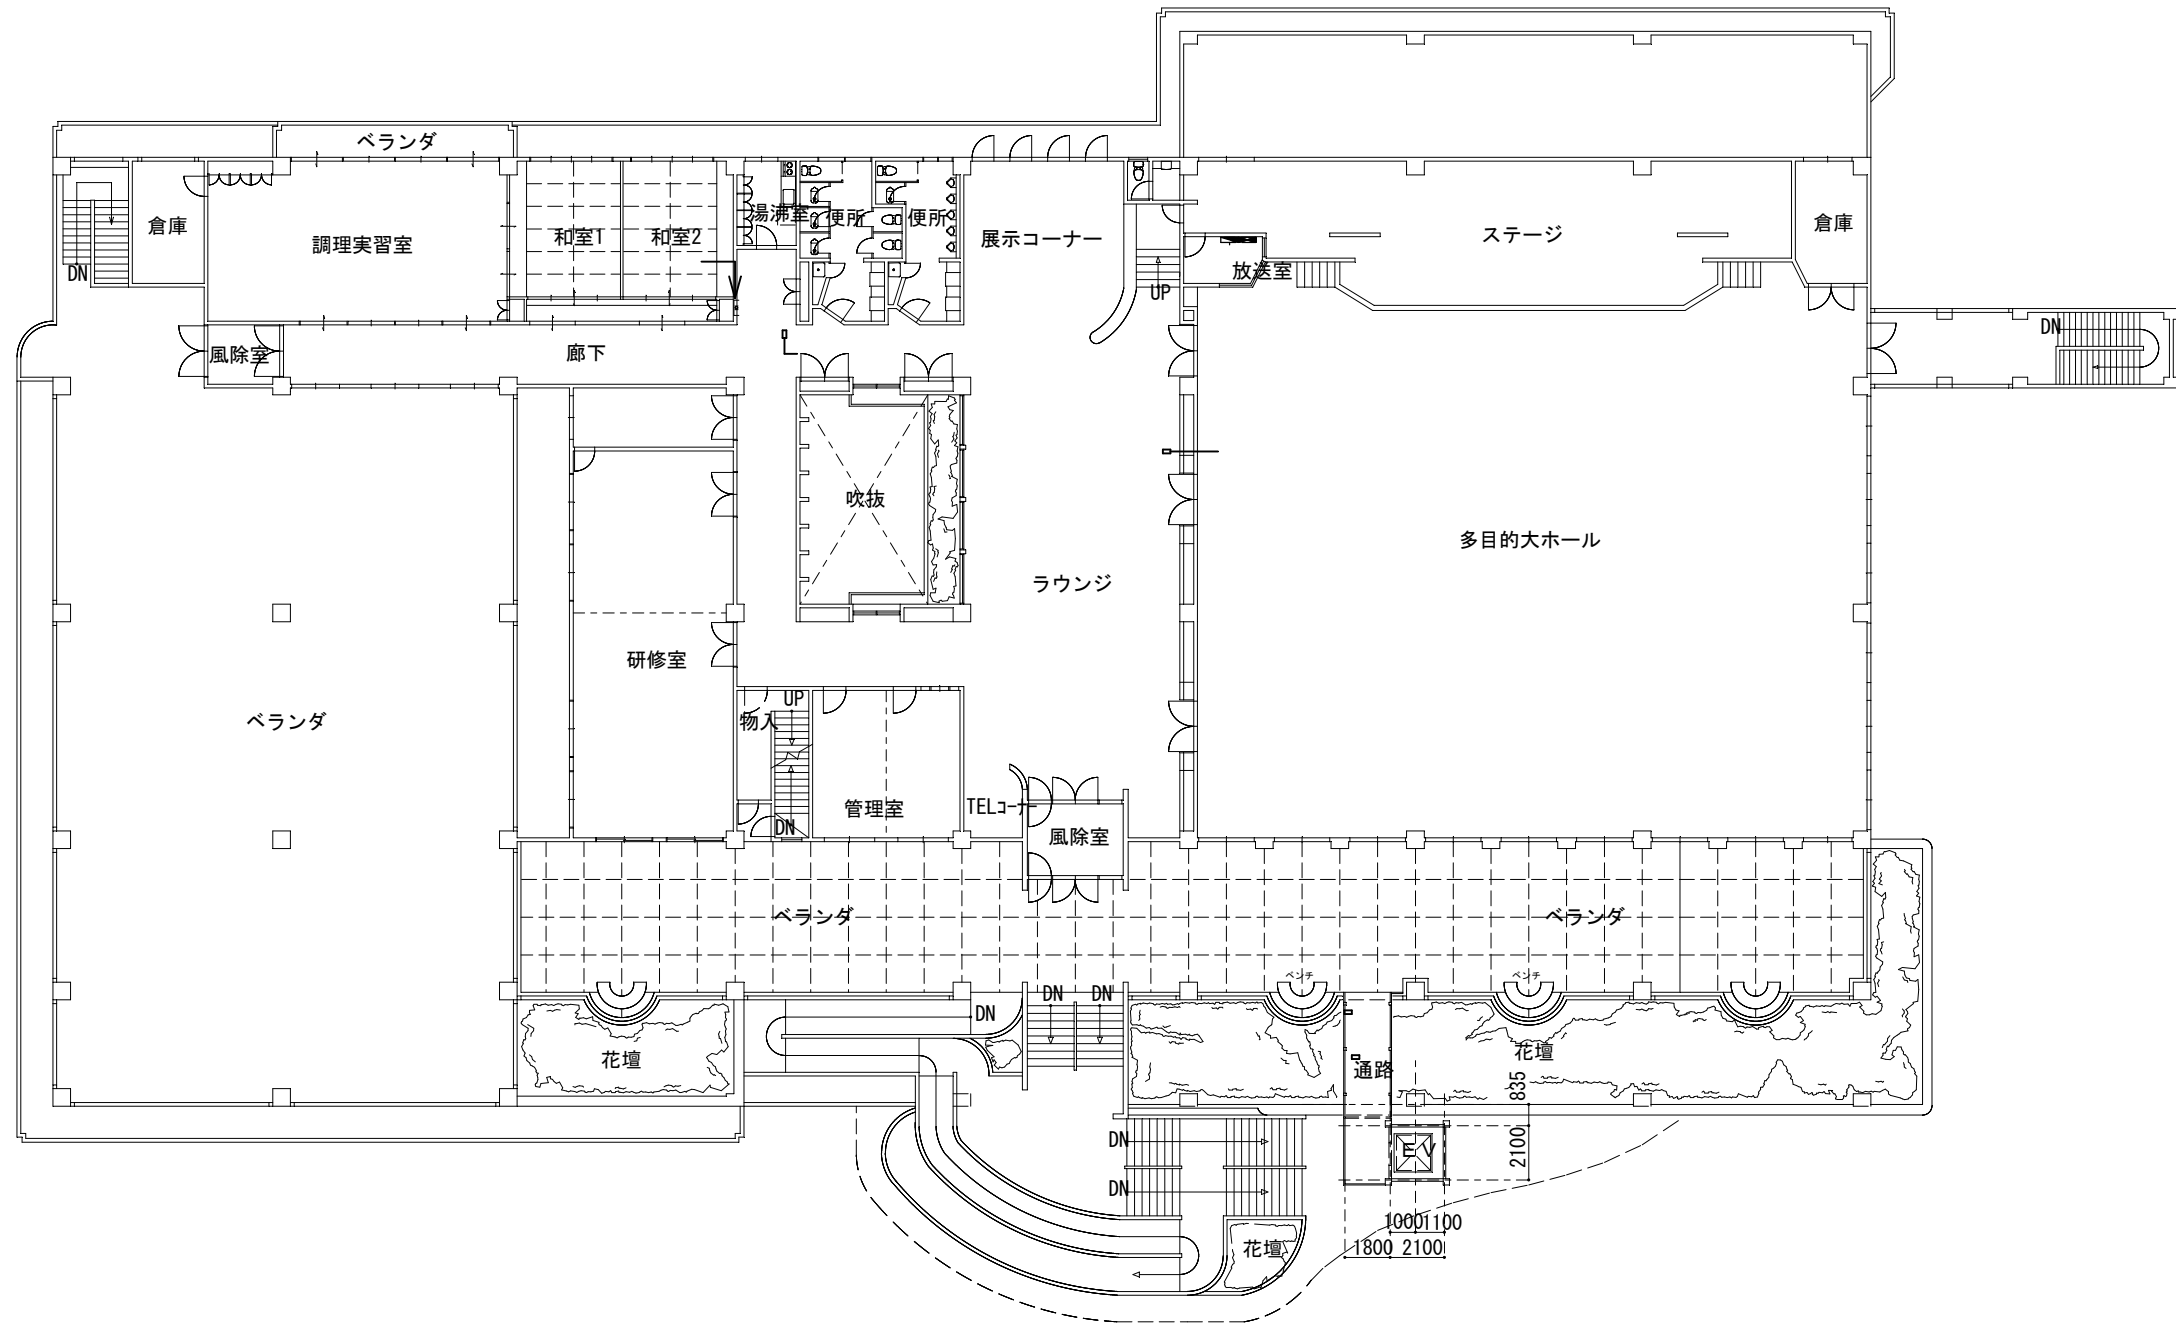 ベランダ
倉庫
調理実習室
和室1
和室2
湯沸室
便所
便所
展示コーナー
ステージ
倉庫
放送室
DN
UP
DN
風除室
廊下
吹抜
多目的大ホール
ラウンジ
研修室
ベランダ
UP
物入
管理室
TELコーナー
DN
風除室
ベランダ
ベランダ
ベンチ
ベンチ
DN
DN
DN
花壇
花壇
通路
835
DN
EV
2100
DN
1000
1100
花壇
1800
2100